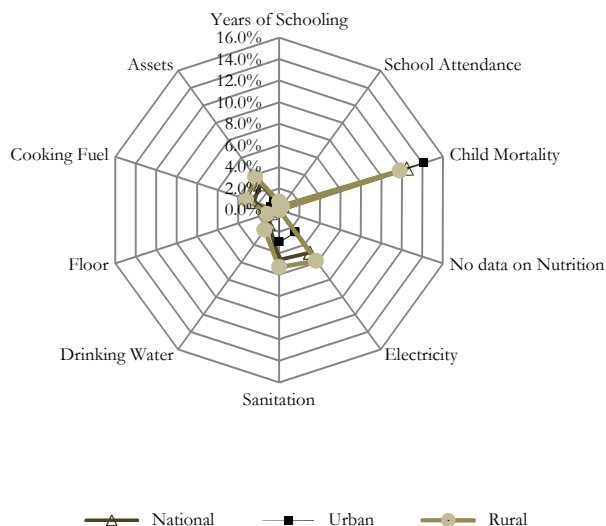 Years of Schooling
16.0%
14.0%
12.0%
10.0%
8.0%
6.0%
4.0%
2.0%
0.0%
School Attendance
Child Mortality
No data on Nutrition
Electricity
Sanitation
Drinking Water
Floor
Cooking Fuel
Assets
National Urban Rural